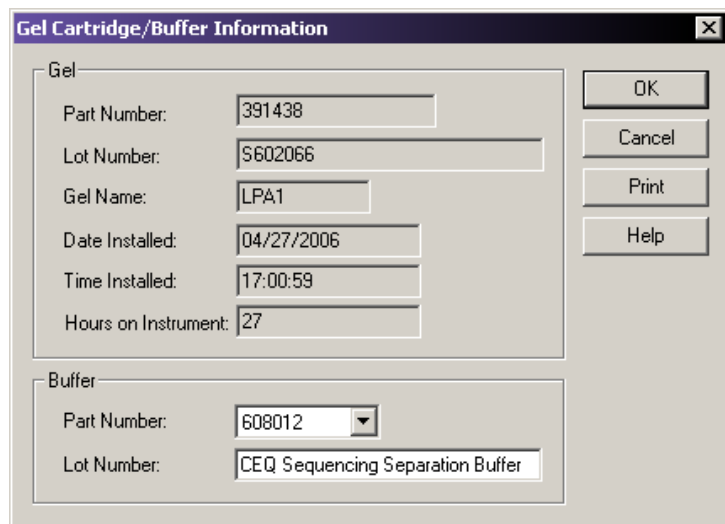 Gel Cartridge/Buffer Information
Gel
Part Number: 391438
Lot Number: S602066
Gel Name: LPA1
Date Installed: 04/27/2006
Time Installed: 17:00:59
Hours on Instrument: 27
OK
Cancel
Print
Help
Buffer
Part Number: 608012
Lot Number: CEQ Sequencing Separation Buffer